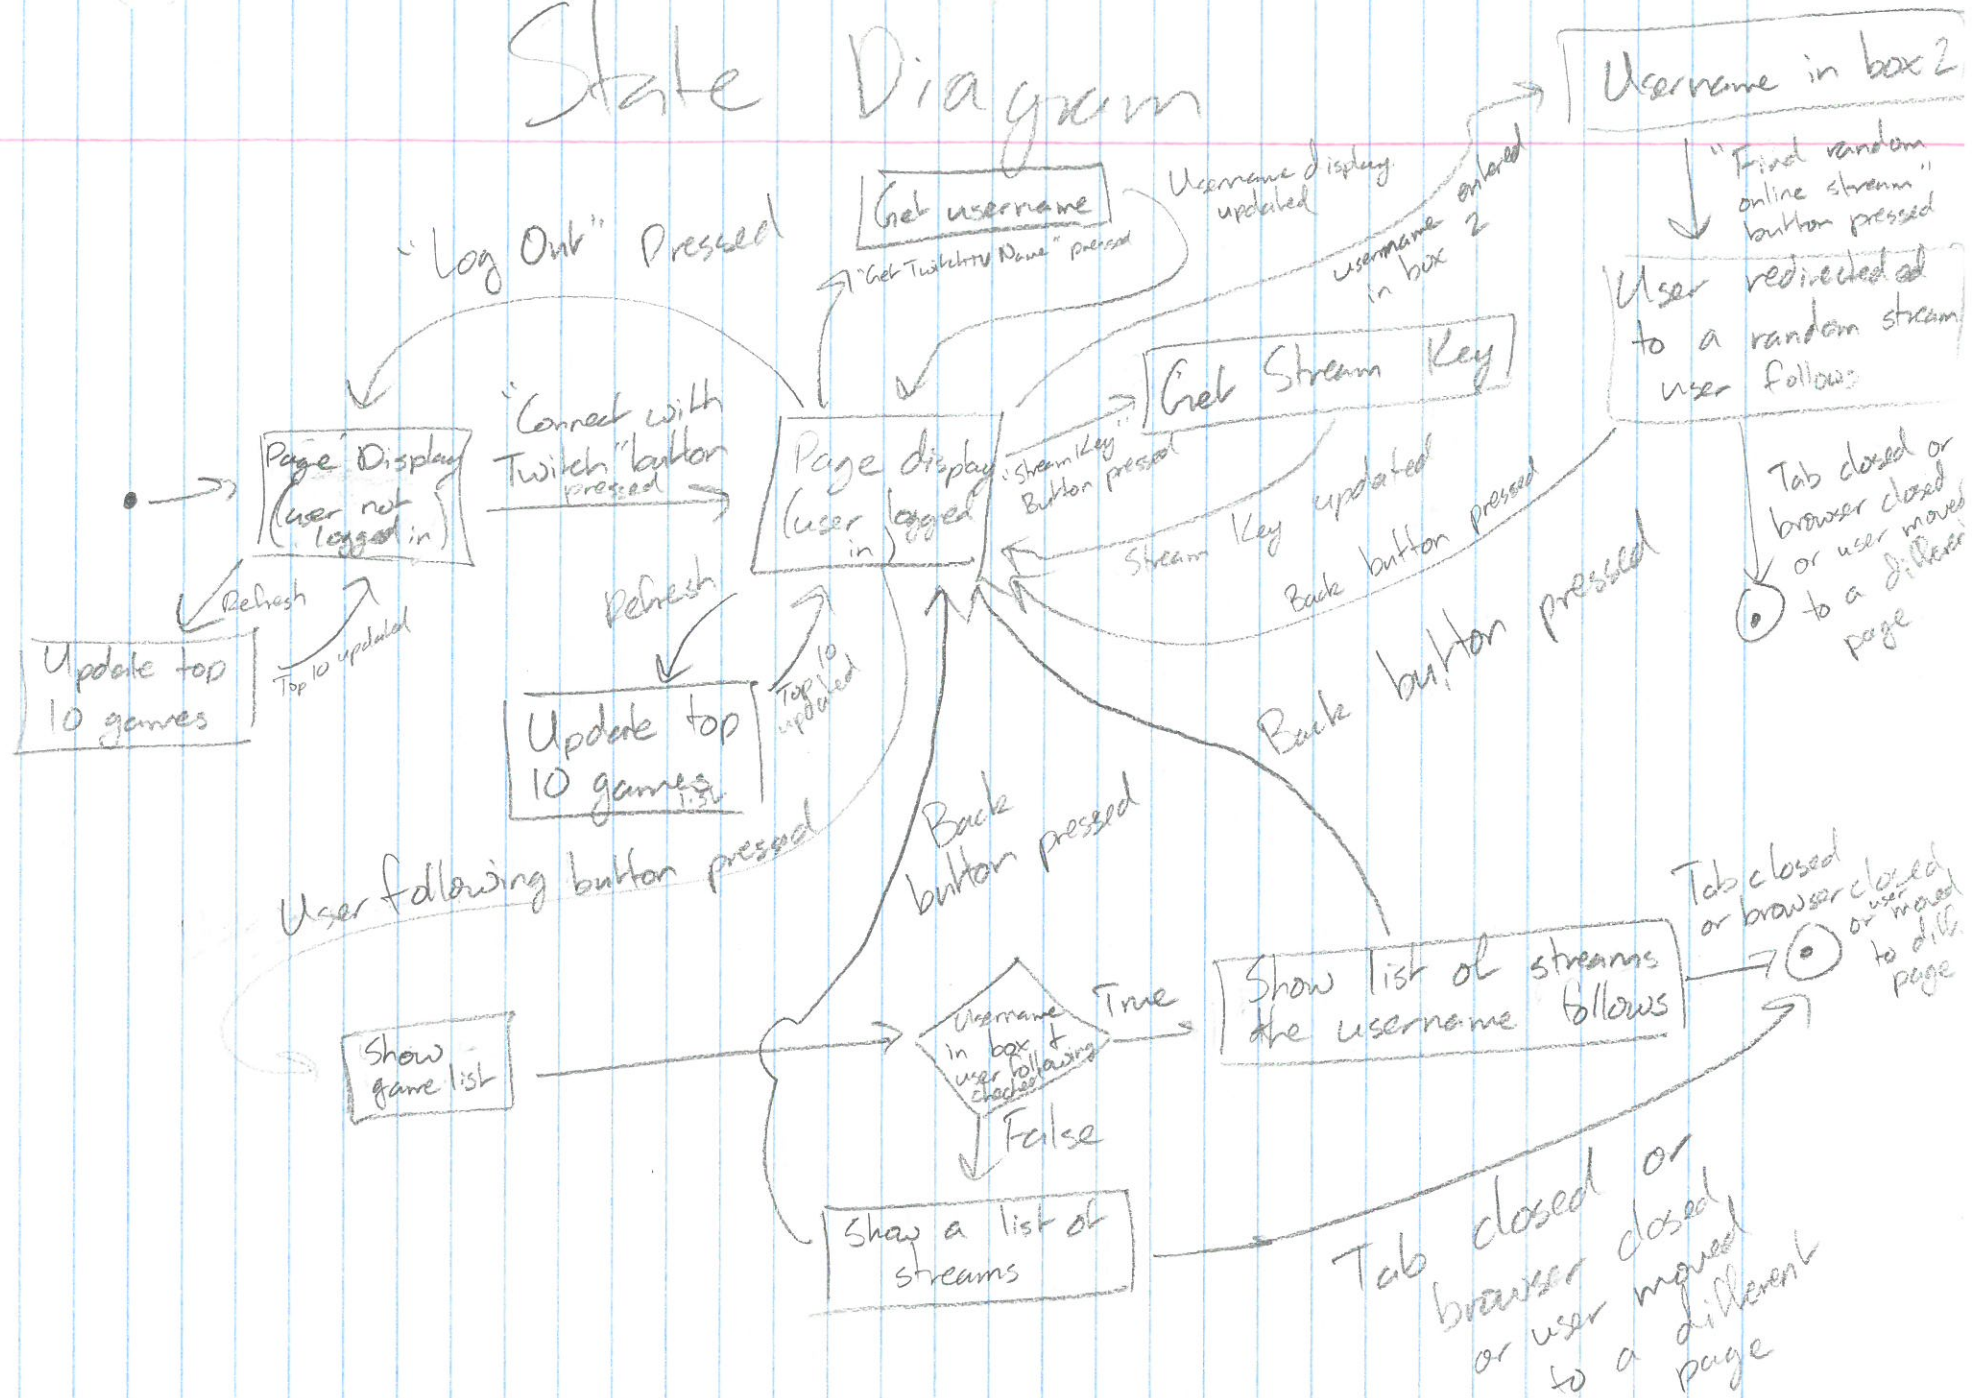 State Diagram
Username in box 2
"Find random
online stream"
button pressed
Username display
updated
username entered
in box 2
Get username
"Get TwitchTV Name" pressed
"Log Out" Pressed
User redirected
to a random stream
user follows
Get Stream Key
"Connect with
Twitch" button
pressed
Page Display
(user not
logged in)
Page display
(user logged
in)
"Stream Key"
Button pressed
Stream Key updated
Back button pressed
Tab closed or
browser closed
or user moved
to a differen
page
Refresh
Top 10 updated
Update top
10 games
Refresh
Top 10
updated
Update top
10 games
list
Back button pressed
Back
button pressed
User following button pressed
Tab closed
or browser closed
or user moved
to diff.
page
Show
game list
Username
in box +
user following
checked
True
False
Show list of streams
the username follows
Show a list of
streams
Tab closed or
browser closed
or user moved
to a different
page